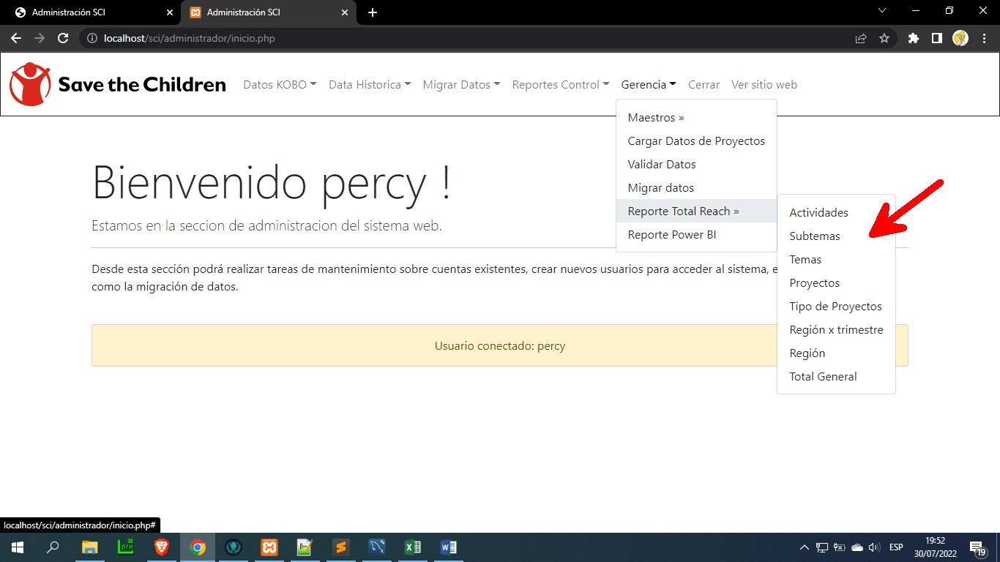 Administración SCI
Administración SCI
localhost/sci/administrador/inicio.php
Save the Children
Datos KOBO
Data Historica
Migrar Datos
Reportes Control
Gerencia
Cerrar
Ver sitio web
Maestros »
Cargar Datos de Proyectos
Validar Datos
Migrar datos
Reporte Total Reach »
Reporte Power BI
Actividades
Subtemas
Temas
Proyectos
Tipo de Proyectos
Región x trimestre
Región
Total General
Bienvenido percy !
Estamos en la seccion de administracion del sistema web.
Desde esta sección podrá realizar tareas de mantenimiento sobre cuentas existentes, crear nuevos usuarios para acceder al sistema, e
como la migración de datos.
Usuario conectado: percy
localhost/sci/administrador/inicio.php#
ESP
19:52
30/07/2022
19